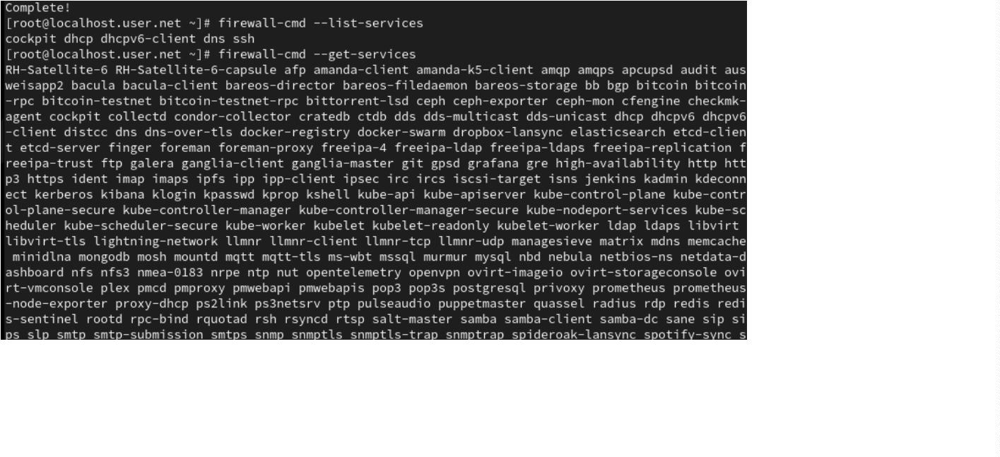 Complete!
[root@localhost.user.net ~]# firewall-cmd --list-services
cockpit dhcp dhcpv6-client dns ssh
[root@localhost.user.net ~]# firewall-cmd --get-services
RH-Satellite-6 RH-Satellite-6-capsule afp amanda-client amanda-k5-client amqp amqps apcupsd audit aus
weisapp2 bacula bacula-client bareos-director bareos-filedaemon bareos-storage bb bgp bitcoin bitcoin
-rpc bitcoin-testnet bitcoin-testnet-rpc bittorrent-lsd ceph ceph-exporter ceph-mon cfengine checkmk-
agent cockpit collectd condor-collector cratedb ctdb dds dds-multicast dds-unicast dhcp dhcpv6 dhcpv6
-client distcc dns dns-over-tls docker-registry docker-swarm dropbox-lansync elasticsearch etcd-clien
t etcd-server finger foreman foreman-proxy freeipa-4 freeipa-ldap freeipa-ldaps freeipa-replication f
reeipa-trust ftp galera ganglia-client ganglia-master git gpsd grafana gre high-availability http htt
p3 https ident imap imaps ipfs ipp ipp-client ipsec irc ircs iscsi-target isns jenkins kadmin kdeconn
ect kerberos kibana klogin kpasswd kprop kshell kube-api kube-apiserver kube-control-plane kube-contr
ol-plane-secure kube-controller-manager kube-controller-manager-secure kube-nodeport-services kube-sc
heduler kube-scheduler-secure kube-worker kubelet kubelet-readonly kubelet-worker ldap ldaps libvirt
libvirt-tls lightning-network llmnr llmnr-client llmnr-tcp llmnr-udp managesieve matrix mdns memcache
minidlna mongodb mosh mountd mqtt mqtt-tls ms-wbt mssql murmur mysql nbd nebula netbios-ns netdata-d
ashboard nfs nfs3 nmea-0183 nrpe ntp nut opentelemetry openvpn ovirt-imageio ovirt-storageconsole ovi
rt-vmconsole plex pmcd pmproxy pmwebapi pmwebapis pop3 pop3s postgresql privoxy prometheus prometheus
-node-exporter proxy-dhcp ps2link ps3netsrv ptp pulseaudio puppetmaster quassel radius rdp redis redi
s-sentinel rootd rpc-bind rquotad rsh rsyncd rtsp salt-master samba samba-client samba-dc sane sip si
ps slp smtp smtp-submission smtps snmp snmptls snmptls-trap snmptrap spideroak-lansync spotify-sync s